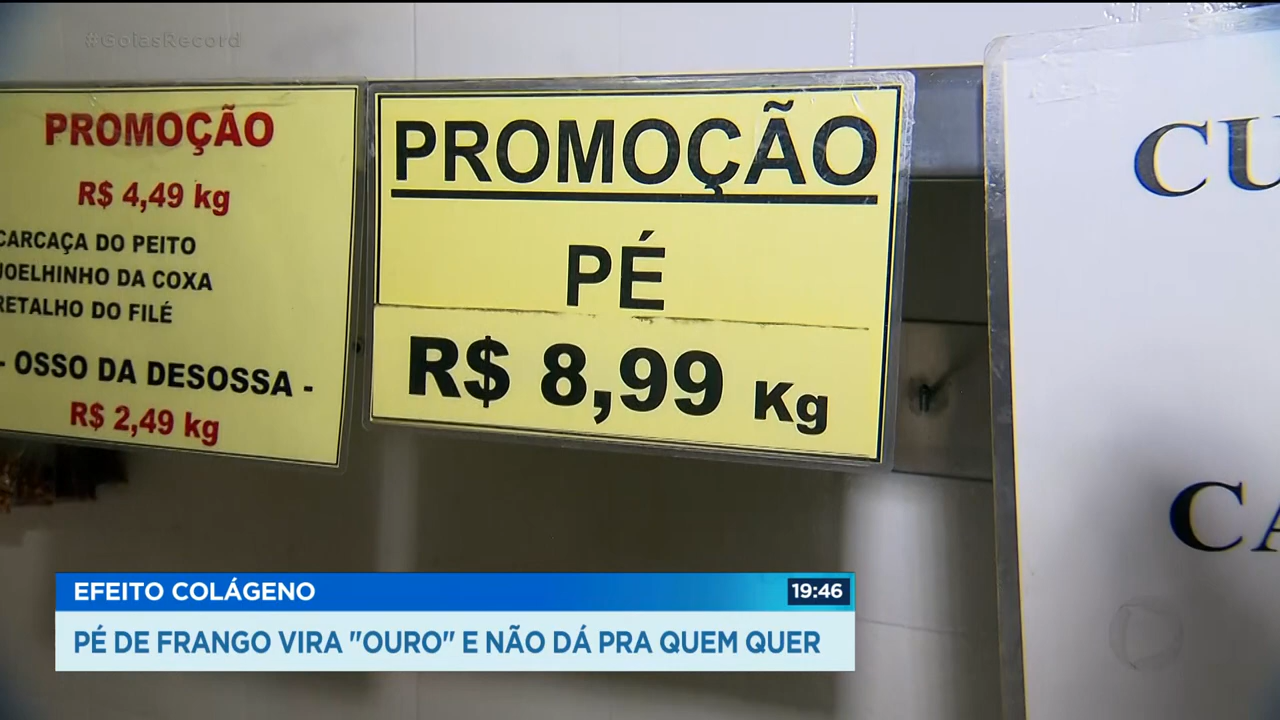 #GoiasRecord
PROMOÇÃO
R$ 4,49 kg
CARCAÇA DO PEITO
JOELHINHO DA COXA
RETALHO DO FILÉ
- OSSO DA DESOSSA -
R$ 2,49 kg
PROMOÇÃO
PÉ
R$ 8,99 Kg
CU
CA
EFEITO COLÁGENO
19:46
PÉ DE FRANGO VIRA "OURO" E NÃO DÁ PRA QUEM QUER